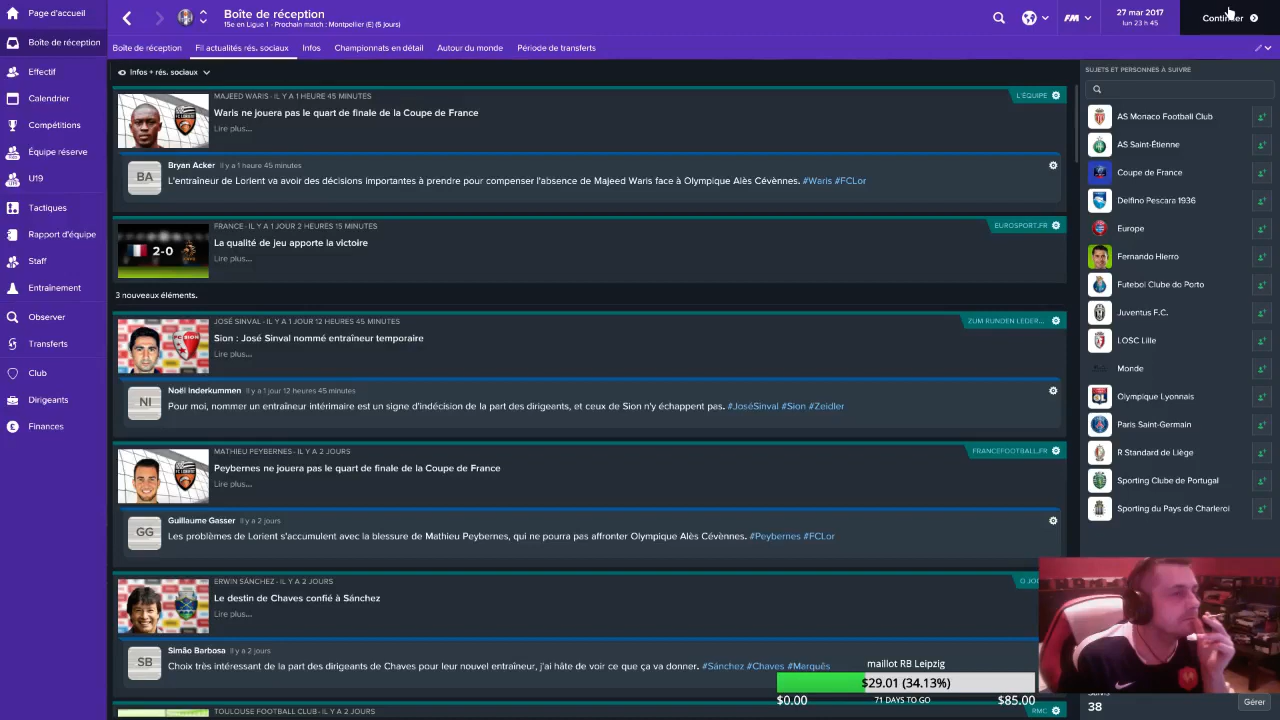 Page d'accueil
Boîte de réception
Effectif
Calendrier
Compétitions
Équipe réserve
U19
Tactiques
Rapport d'équipe
Staff
Entraînement
Observer
Transferts
Club
Dirigeants
Finances
Boîte de réception
15e en Ligue 1 - Prochain match : Montpellier (E) (5 jours)
FM
27 mar 2017
lun 23 h 45
Continuer
Boîte de réception
Fil actualités rés. sociaux
Infos
Championnats en détail
Autour du monde
Période de transferts
Infos + rés. sociaux
MAJEED WARIS - IL Y A 1 HEURE 45 MINUTES
L'ÉQUIPE
Waris ne jouera pas le quart de finale de la Coupe de France
Lire plus...
BA
Bryan Acker il y a 1 heure 45 minutes
L'entraîneur de Lorient va avoir des décisions importantes à prendre pour compenser l'absence de Majeed Waris face à Olympique Alès Cévènnes. #Waris #FCLor
FRANCE - IL Y A 1 JOUR 2 HEURES 15 MINUTES
EUROSPORT.FR
2-0
La qualité de jeu apporte la victoire
Lire plus...
3 nouveaux éléments.
JOSÉ SINVAL - IL Y A 1 JOUR 12 HEURES 45 MINUTES
ZUM RUNDEN LEDER...
Sion : José Sinval nommé entraîneur temporaire
Lire plus...
NI
Noël Inderkummen il y a 1 jour 12 heures 45 minutes
Pour moi, nommer un entraîneur intérimaire est un signe d'indécision de la part des dirigeants, et ceux de Sion n'y échappent pas. #JoséSinval #Sion #Zeidler
MATHIEU PEYBERNES - IL Y A 2 JOURS
FRANCEFOOTBALL.FR
Peybernes ne jouera pas le quart de finale de la Coupe de France
Lire plus...
GG
Guillaume Gasser il y a 2 jours
Les problèmes de Lorient s'accumulent avec la blessure de Mathieu Peybernes, qui ne pourra pas affronter Olympique Alès Cévènnes. #Peybernes #FCLor
ERWIN SÁNCHEZ - IL Y A 2 JOURS
Le destin de Chaves confié à Sánchez
Lire plus...
SB
Simão Barbosa il y a 2 jours
Choix très intéressant de la part des dirigeants de Chaves pour leur nouvel entraîneur, j'ai hâte de voir ce que ça va donner. #Sánchez #Chaves #Marquês
TOULOUSE FOOTBALL CLUB - IL Y A 2 JOURS
RMC
SUJETS ET PERSONNES À SUIVRE
AS Monaco Football Club
AS Saint-Étienne
Coupe de France
Delfino Pescara 1936
Europe
Fernando Hierro
Futebol Clube do Porto
Juventus F.C.
LOSC Lille
Monde
Olympique Lyonnais
Paris Saint-Germain
R Standard de Liège
Sporting Clube de Portugal
Sporting du Pays de Charleroi
38
Gérer
maillot RB Leipzig
$29.01 (34.13%)
$0.00
71 DAYS TO GO
$85.00